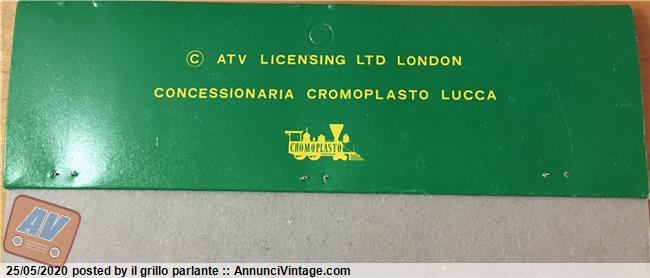 © ATV LICENSING LTD LONDON
CONCESSIONARIA CROMOPLASTO LUCCA
CROMOPLASTO
AV
25/05/2020 posted by il grillo parlante :: AnnunciVintage.com